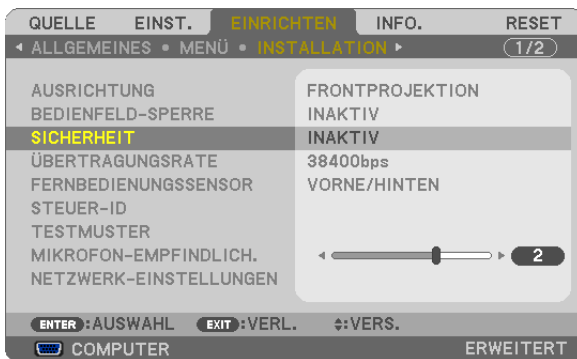 QUELLE EINST. EINRICHTEN INFO. RESET
ALLGEMEINES • MENÜ • INSTALLATION 1/2
AUSRICHTUNG FRONTPROJEKTION
BEDIENFELD-SPERRE INAKTIV
SICHERHEIT INAKTIV
ÜBERTRAGUNGSRATE 38400bps
FERNBEDIENUNGSSENSOR VORNE/HINTEN
STEUER-ID
TESTMUSTER
MIKROFON-EMPFINDLICH. 2
NETZWERK-EINSTELLUNGEN
ENTER :AUSWAHL EXIT :VERL. :VERS.
COMPUTER ERWEITERT